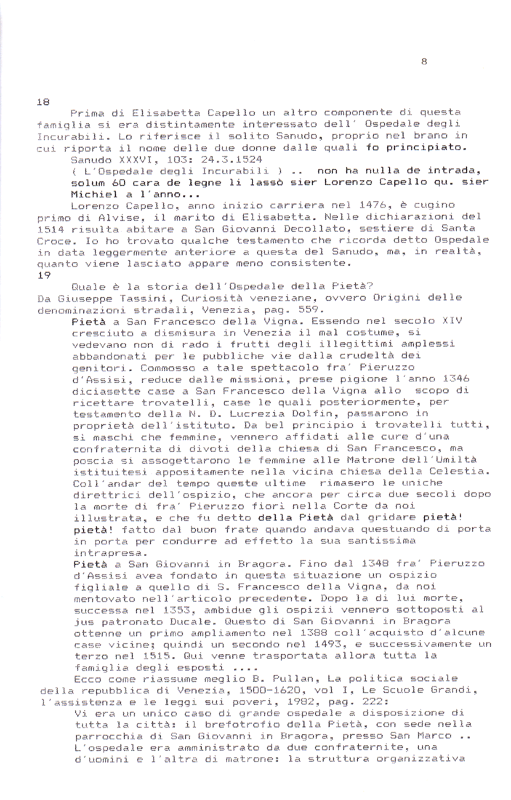 8
18
Prima di Elisabetta Capello un altro componente di questa
famiglia si era distintamente interessato dell' Ospedale degli
Incurabili. Lo riferisce il solito Sanudo, proprio nel brano in
cui riporta il nome delle due donne dalle quali fo principiato.
Sanudo XXXVI, 103: 24.3.1524
( L'Ospedale degli Incurabili ) .. non ha nulla de intrada,
solum 60 cara de legne li lassò sier Lorenzo Capello qu. sier
Michiel a l'anno...
Lorenzo Capello, anno inizio carriera nel 1476, è cugino
primo di Alvise, il marito di Elisabetta. Nelle dichiarazioni del
1514 risulta abitare a San Giovanni Decollato, sestiere di Santa
Croce. Io ho trovato qualche testamento che ricorda detto Ospedale
in data leggermente anteriore a questa del Sanudo, ma, in realtà,
quanto viene lasciato appare meno consistente.
19
Quale è la storia dell'Ospedale della Pietà?
Da Giuseppe Tassini, Curiosità veneziane, ovvero Origini delle
denominazioni stradali, Venezia, pag. 559.
Pietà a San Francesco della Vigna. Essendo nel secolo XIV
cresciuto a dismisura in Venezia il mal costume, si
vedevano non di rado i frutti degli illegittimi amplessi
abbandonati per le pubbliche vie dalla crudeltà dei
genitori. Commosso a tale spettacolo fra' Pieruzzo
d'Assisi, reduce dalle missioni, prese pigione l'anno 1346
diciasette case a San Francesco della Vigna allo scopo di
ricettare trovatelli, case le quali posteriormente, per
testamento della N. D. Lucrezia Dolfin, passarono in
proprietà dell'istituto. Da bel principio i trovatelli tutti,
si maschi che femmine, vennero affidati alle cure d'una
confraternita di divoti della chiesa di San Francesco, ma
poscia si assogettarono le femmine alle Matrone dell'Umiltà
istituitesi appositamente nella vicina chiesa della Celestia.
Coll'andar del tempo queste ultime rimasero le uniche
direttrici dell'ospizio, che ancora per circa due secoli dopo
la morte di fra' Pieruzzo fiorì nella Corte da noi
illustrata, e che fu detto della Pietà dal gridare pietà!
pietà! fatto dal buon frate quando andava questuando di porta
in porta per condurre ad effetto la sua santissima
intrapresa.
Pietà a San Giovanni in Bragora. Fino dal 1348 fra' Pieruzzo
d'Assisi avea fondato in questa situazione un ospizio
figliale a quello di S. Francesco della Vigna, da noi
mentovato nell'articolo precedente. Dopo la di lui morte,
successa nel 1353, ambidue gli ospizii vennero sottoposti al
jus patronato Ducale. Questo di San Giovanni in Bragora
ottenne un primo ampliamento nel 1388 coll'acquisto d'alcune
case vicine; quindi un secondo nel 1493, e successivamente un
terzo nel 1515. Qui venne trasportata allora tutta la
famiglia degli esposti ....
Ecco come riassume meglio B. Pullan, La politica sociale
della repubblica di Venezia, 1500-1620, vol I, Le Scuole Grandi,
l'assistenza e le leggi sui poveri, 1982, pag. 222:
Vi era un unico caso di grande ospedale a disposizione di
tutta la città: il brefotrofio della Pietà, con sede nella
parrocchia di San Giovanni in Bragora, presso San Marco ..
L'ospedale era amministrato da due confraternite, una
d'uomini e l'altra di matrone: la struttura organizzativa